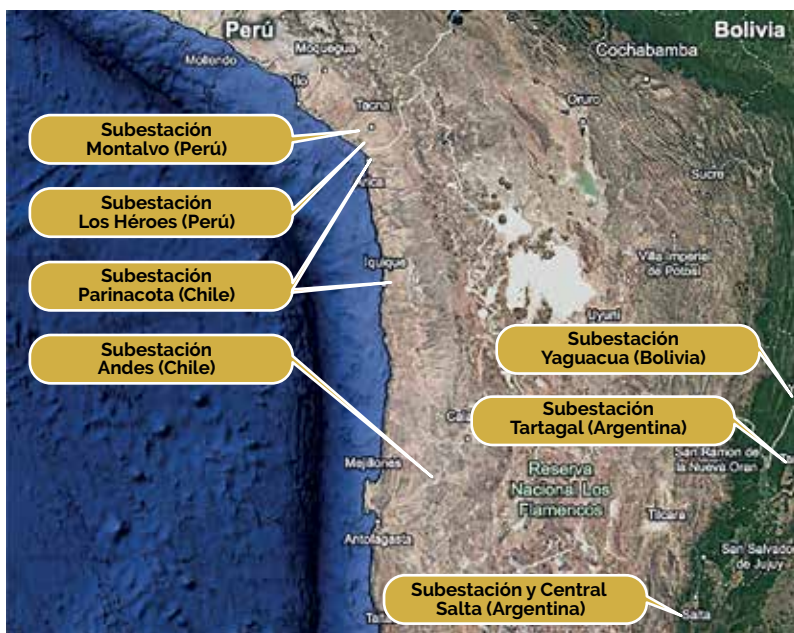 Perú
Bolivia
Moquegua
Mollendo
Cochabamba
Ilo
Tacna
Oruro
Subestación
Montalvo (Perú)
Arica
Sucre
Subestación
Los Héroes (Perú)
Iquique
Villa Imperial
de Potosí
Subestación
Parinacota (Chile)
Uyuni
Subestación
Andes (Chile)
Subestación
Yaguacua (Bolivia)
Subestación
Tartagal (Argentina)
Mejillones
San Ramón de
la Nueva Orán
Reserva
Nacional Los
Flamencos
Tilcara
Antofagasta
San Salvador
de Jujuy
Subestación y Central
Salta (Argentina)
Salta